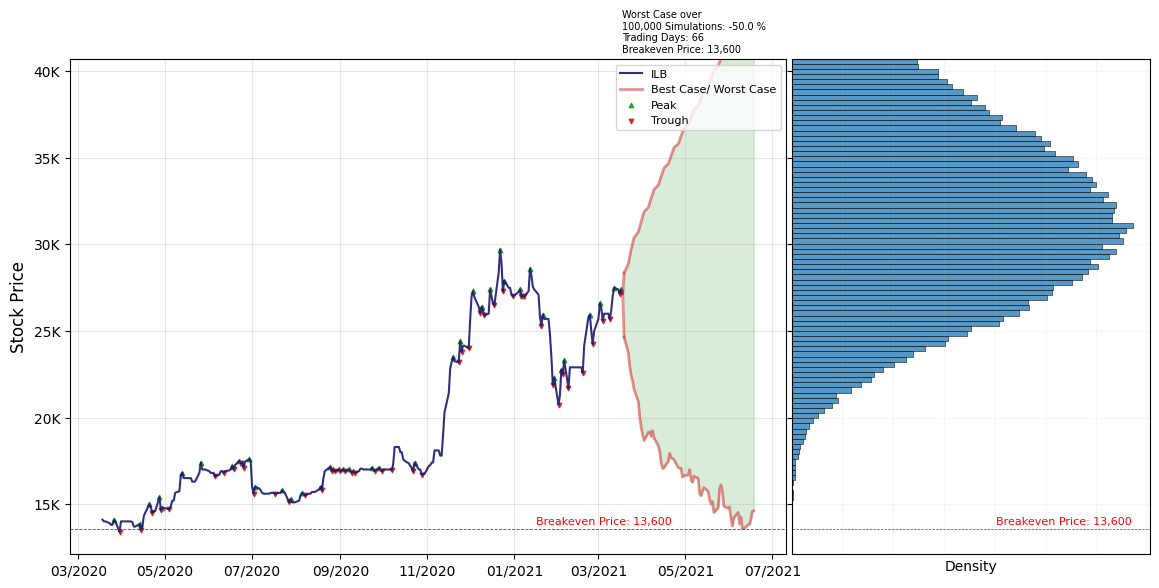 Worst Case over
100,000 Simulations: -50.0 %
Trading Days: 66
Breakeven Price: 13,600
40K
35K
30K
25K
20K
15K
Stock Price
ILB
Best Case/ Worst Case
Peak
Trough
Breakeven Price: 13,600
Breakeven Price: 13,600
03/2020
05/2020
07/2020
09/2020
11/2020
01/2021
03/2021
05/2021
07/2021
Density